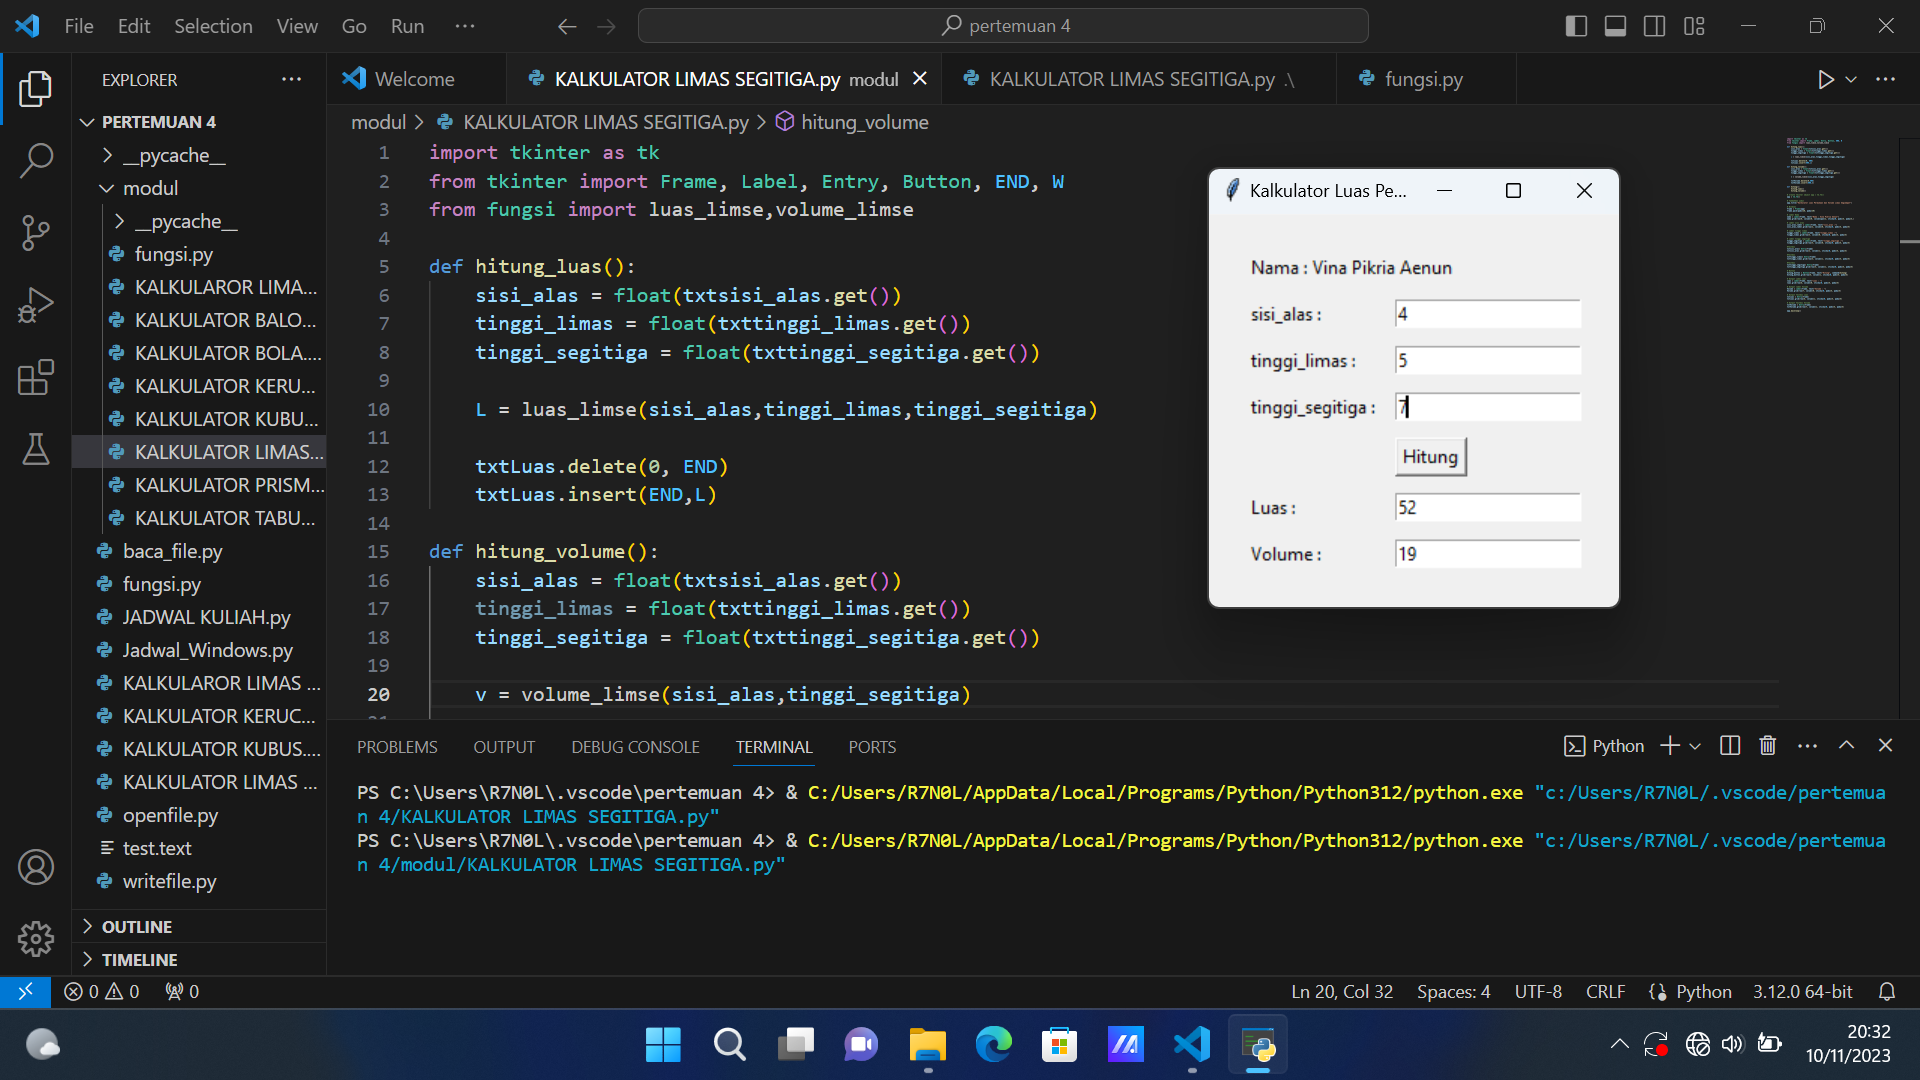 File Edit Selection View Go Run ···
pertemuan 4
EXPLORER
Welcome
KALKULATOR LIMAS SEGITIGA.py modul
KALKULATOR LIMAS SEGITIGA.py .\
fungsi.py
modul > KALKULATOR LIMAS SEGITIGA.py > hitung_volume
PERTEMUAN 4
__pycache__
modul
__pycache__
fungsi.py
KALKULAROR LIMA...
KALKULATOR BALO...
KALKULATOR BOLA....
KALKULATOR KERU...
KALKULATOR KUBU...
KALKULATOR LIMAS...
KALKULATOR PRISM...
KALKULATOR TABU...
baca_file.py
fungsi.py
JADWAL KULIAH.py
Jadwal_Windows.py
KALKULAROR LIMAS ...
KALKULATOR KERUC...
KALKULATOR KUBUS....
KALKULATOR LIMAS ...
openfile.py
test.text
writefile.py
OUTLINE
TIMELINE
1 import tkinter as tk
2 from tkinter import Frame, Label, Entry, Button, END, W
3 from fungsi import luas_limse,volume_limse
4
5 def hitung_luas():
6 sisi_alas = float(txtsisi_alas.get())
7 tinggi_limas = float(txttinggi_limas.get())
8 tinggi_segitiga = float(txttinggi_segitiga.get())
9
10 L = luas_limse(sisi_alas,tinggi_limas,tinggi_segitiga)
11
12 txtLuas.delete(0, END)
13 txtLuas.insert(END,L)
14
15 def hitung_volume():
16 sisi_alas = float(txtsisi_alas.get())
17 tinggi_limas = float(txttinggi_limas.get())
18 tinggi_segitiga = float(txttinggi_segitiga.get())
19
20 v = volume_limse(sisi_alas,tinggi_segitiga)
Kalkulator Luas Pe...
Nama : Vina Pikria Aenun
sisi_alas : 4
tinggi_limas : 5
tinggi_segitiga : 7
Hitung
Luas : 52
Volume : 19
PROBLEMS OUTPUT DEBUG CONSOLE TERMINAL PORTS
Python
PS C:\Users\R7N0L\.vscode\pertemuan 4> & C:/Users/R7N0L/AppData/Local/Programs/Python/Python312/python.exe "c:/Users/R7N0L/.vscode/pertemua
n 4/KALKULATOR LIMAS SEGITIGA.py"
PS C:\Users\R7N0L\.vscode\pertemuan 4> & C:/Users/R7N0L/AppData/Local/Programs/Python/Python312/python.exe "c:/Users/R7N0L/.vscode/pertemua
n 4/modul/KALKULATOR LIMAS SEGITIGA.py"
0 0 0
Ln 20, Col 32 Spaces: 4 UTF-8 CRLF Python 3.12.0 64-bit
20:32
10/11/2023